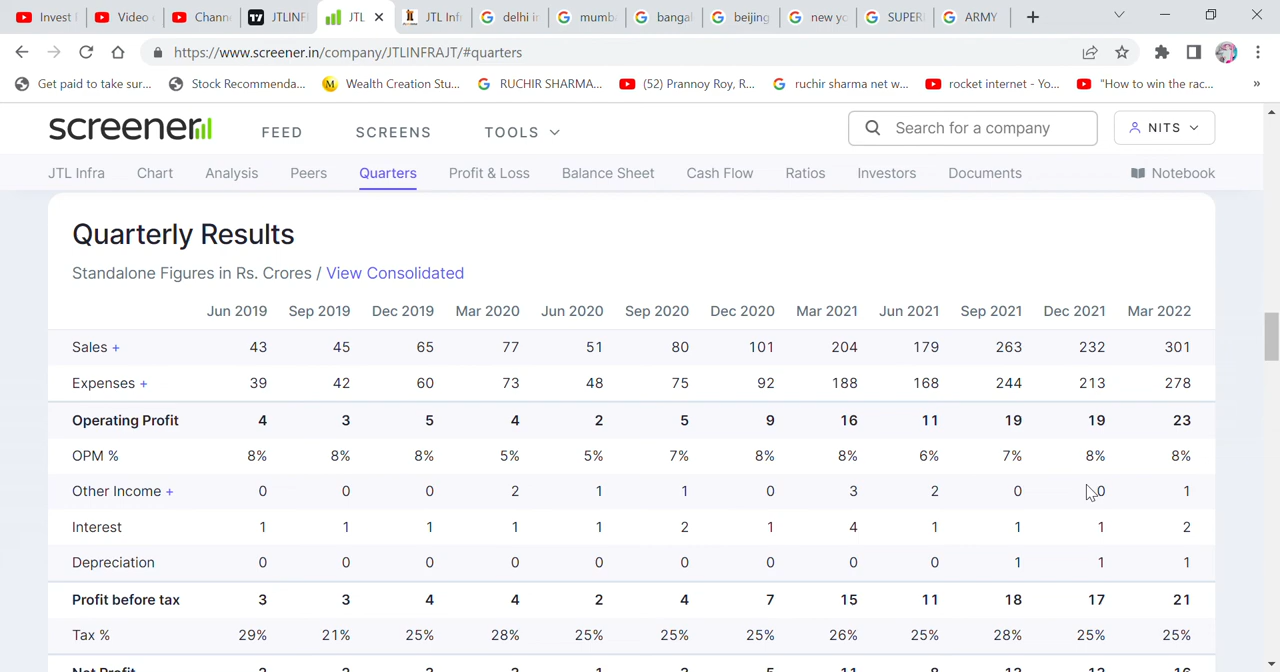 Invest
Video
Chann
JTLINF
JTL
JTL Inf
delhi in
mumb
bangal
beijing
new yo
SUPER
ARMY
https://www.screener.in/company/JTLINFRAJT/#quarters
Get paid to take sur...
Stock Recommenda...
M Wealth Creation Stu...
RUCHIR SHARMA...
(52) Prannoy Roy, R...
ruchir sharma net w...
rocket internet - Yo...
"How to win the rac...
»
screener
FEED
SCREENS
TOOLS
Search for a company
NITS
JTL Infra
Chart
Analysis
Peers
Quarters
Profit & Loss
Balance Sheet
Cash Flow
Ratios
Investors
Documents
Notebook
Quarterly Results
Standalone Figures in Rs. Crores / View Consolidated
Jun 2019 Sep 2019 Dec 2019 Mar 2020 Jun 2020 Sep 2020 Dec 2020 Mar 2021 Jun 2021 Sep 2021 Dec 2021 Mar 2022
Sales + 43 45 65 77 51 80 101 204 179 263 232 301
Expenses + 39 42 60 73 48 75 92 188 168 244 213 278
Operating Profit 4 3 5 4 2 5 9 16 11 19 19 23
OPM % 8% 8% 8% 5% 5% 7% 8% 8% 6% 7% 8% 8%
Other Income + 0 0 0 2 1 1 0 3 2 0 0 1
Interest 1 1 1 1 1 2 1 4 1 1 1 2
Depreciation 0 0 0 0 0 0 0 0 0 1 1 1
Profit before tax 3 3 4 4 2 4 7 15 11 18 17 21
Tax % 29% 21% 25% 28% 25% 25% 25% 26% 25% 28% 25% 25%